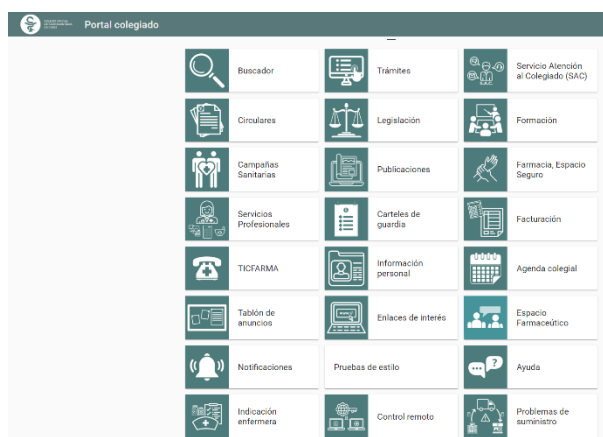 Portal colegiado
Buscador
Trámites
Servicio Atención
al Colegiado (SAC)
Circulares
Legislación
Formación
Campañas
Sanitarias
Publicaciones
Farmacia, Espacio
Seguro
Servicios
Profesionales
Carteles de
guardia
Facturación
TICFARMA
Información
personal
Agenda colegial
Tablón de
anuncios
Enlaces de interés
Espacio
Farmaceútico
Notificaciones
Pruebas de estilo
Ayuda
Indicación
enfermera
Control remoto
Problemas de
suministro